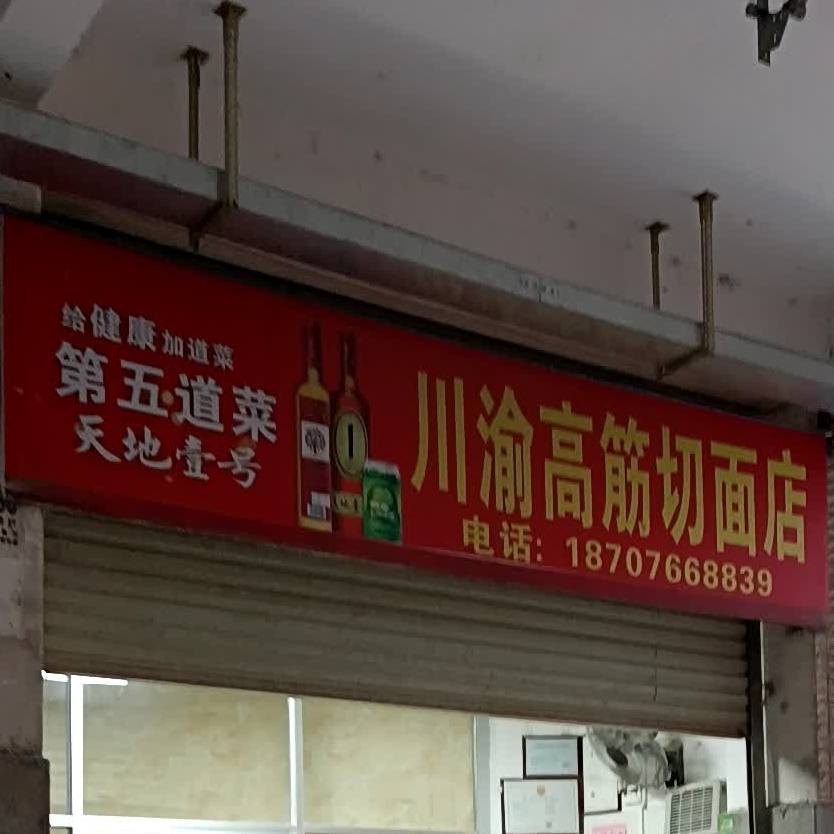 给健康加道菜
第五道菜
天地壹号
川渝高筋切面店
电话：18707668839